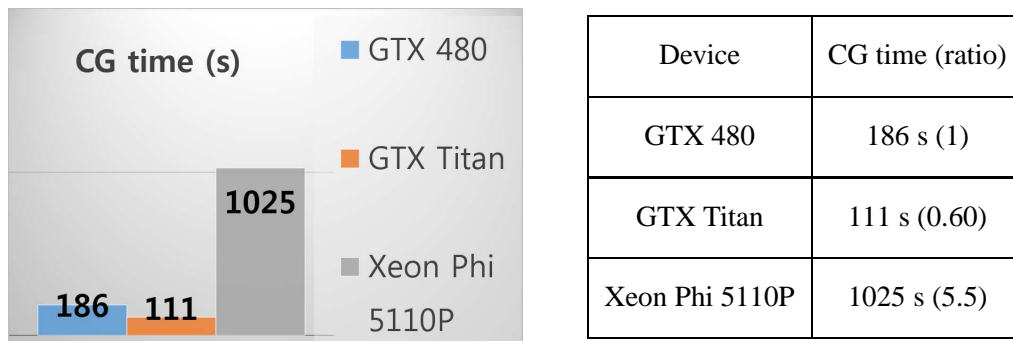 CG time (s)
GTX 480
GTX Titan
Xeon Phi
5110P
186
111
1025
Device CG time (ratio)
GTX 480 186 s (1)
GTX Titan 111 s (0.60)
Xeon Phi 5110P 1025 s (5.5)